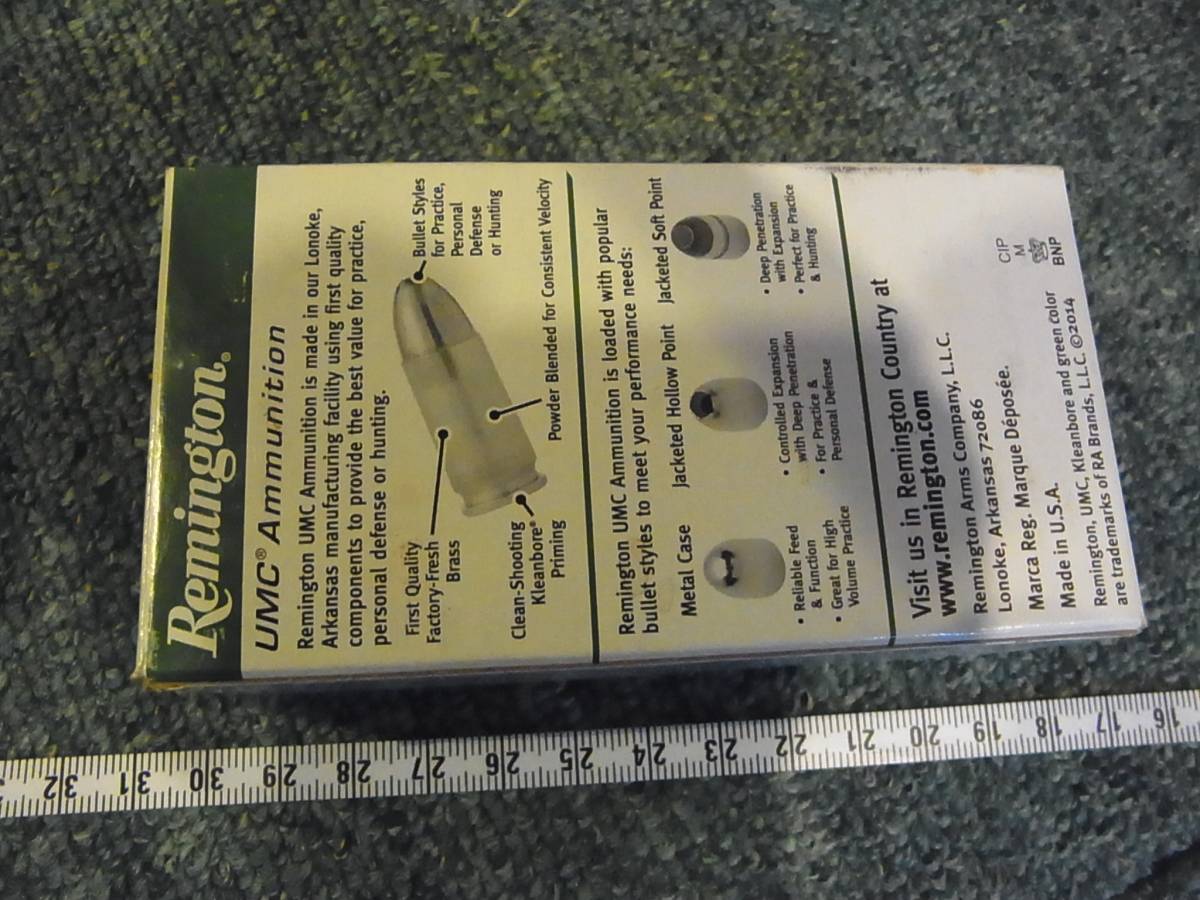 Remington®
UMC® Ammunition
Remington UMC Ammunition is made in our Lonoke,
Arkansas manufacturing facility using first quality
components to provide the best value for practice,
personal defense or hunting.
First Quality
Factory-Fresh
Brass
Bullet Styles
for Practice,
Personal
Defense
or Hunting
Clean-Shooting
Kleanbore®
Priming
Powder Blended for Consistent Velocity
Remington UMC Ammunition is loaded with popular
bullet styles to meet your performance needs:
Metal Case
• Reliable Feed
& Function
• Great for High
Volume Practice
Jacketed Hollow Point
• Controlled Expansion
with Deep Penetration
• For Practice &
Personal Defense
Jacketed Soft Point
• Deep Penetration
with Expansion
• Perfect for Practice
& Hunting
Visit us in Remington Country at
www.remington.com
Remington Arms Company, L.L.C.
Lonoke, Arkansas 72086
Marca Reg. Marque Déposée.
Made in U.S.A.
Remington, UMC, Kleanbore and green color
are trademarks of RA Brands, L.L.C. ©2014
CIP
M
BNP
32 31 30 29 28 27 26 25 24 23 22 21 20 19 18 17 16